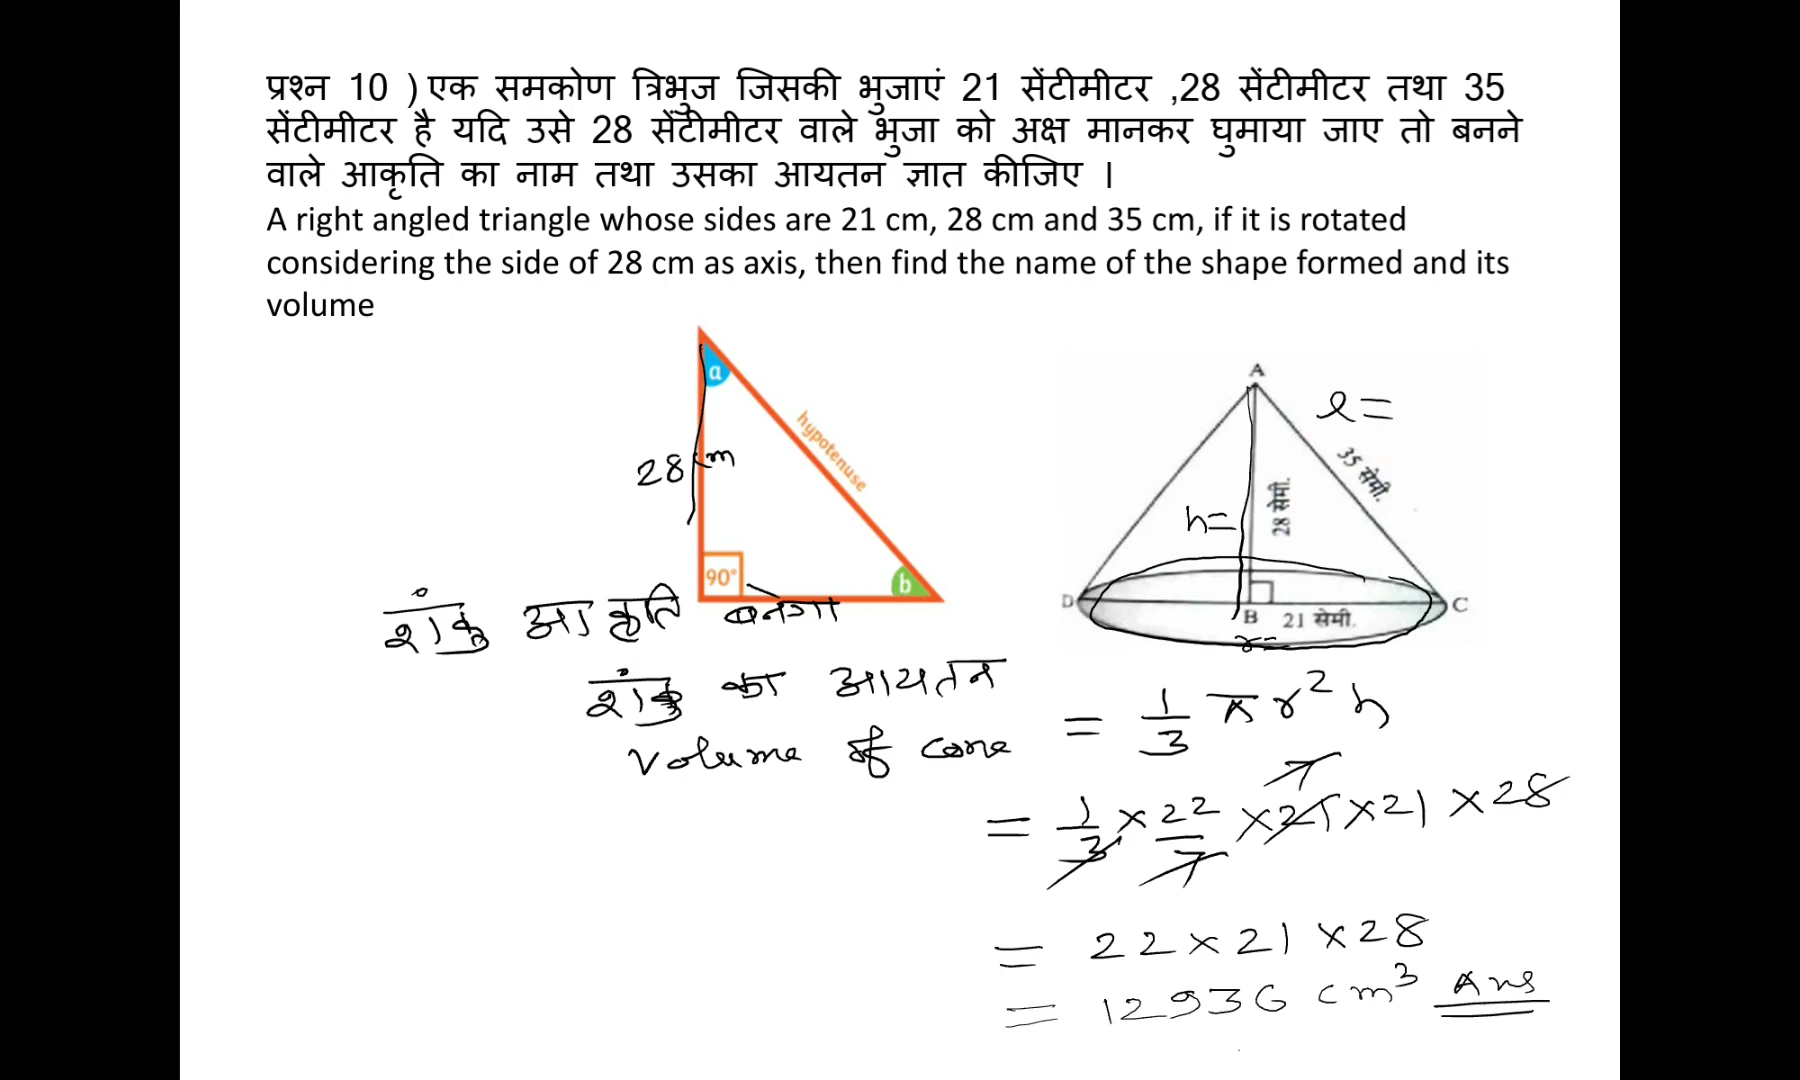 प्रश्न 10 ) एक समकोण त्रिभुज जिसकी भुजाएं 21 सेंटीमीटर ,28 सेंटीमीटर तथा 35
सेंटीमीटर है यदि उसे 28 सेंटीमीटर वाले भुजा को अक्ष मानकर घुमाया जाए तो बनने
वाले आकृति का नाम तथा उसका आयतन ज्ञात कीजिए ।
A right angled triangle whose sides are 21 cm, 28 cm and 35 cm, if it is rotated
considering the side of 28 cm as axis, then find the name of the shape formed and its
volume
a
hypotenuse
28 cm
90°
b
A
l =
35 सेमी.
28 सेमी.
h =
D
B
21 सेमी.
C
r =
शंकु आकृति बनेगा
शंकु का आयतन
Volume of cone = 1/3 π r² h
= 1/3 × 22/7 × 21 × 21 × 28
7
= 22 × 21 × 28
= 12936 cm³ Ans